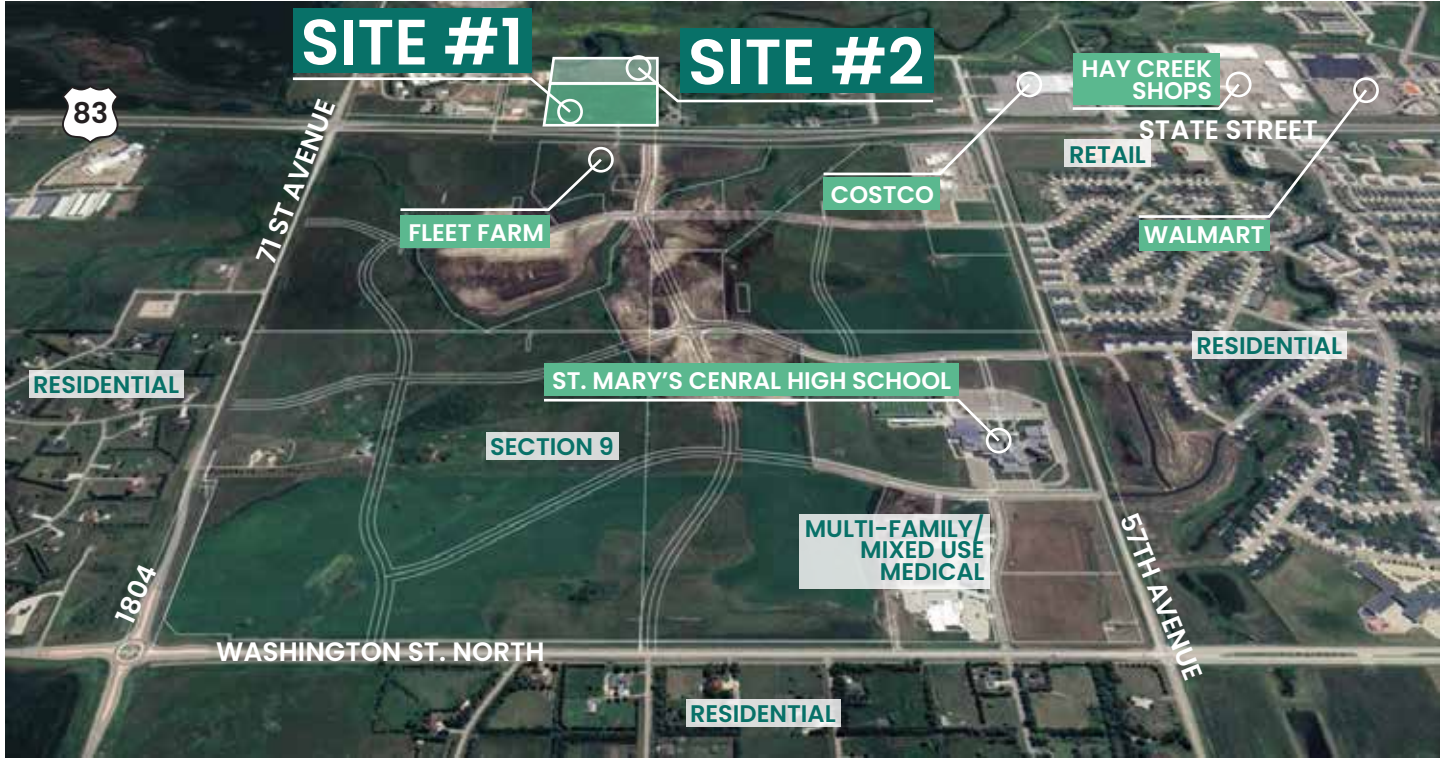 SITE #1
SITE #2
HAY CREEK
SHOPS
83
STATE STREET
RETAIL
71 ST AVENUE
COSTCO
FLEET FARM
WALMART
RESIDENTIAL
RESIDENTIAL
ST. MARY'S CENRAL HIGH SCHOOL
SECTION 9
MULTI-FAMILY/
MIXED USE
MEDICAL
57TH AVENUE
1804
WASHINGTON ST. NORTH
RESIDENTIAL